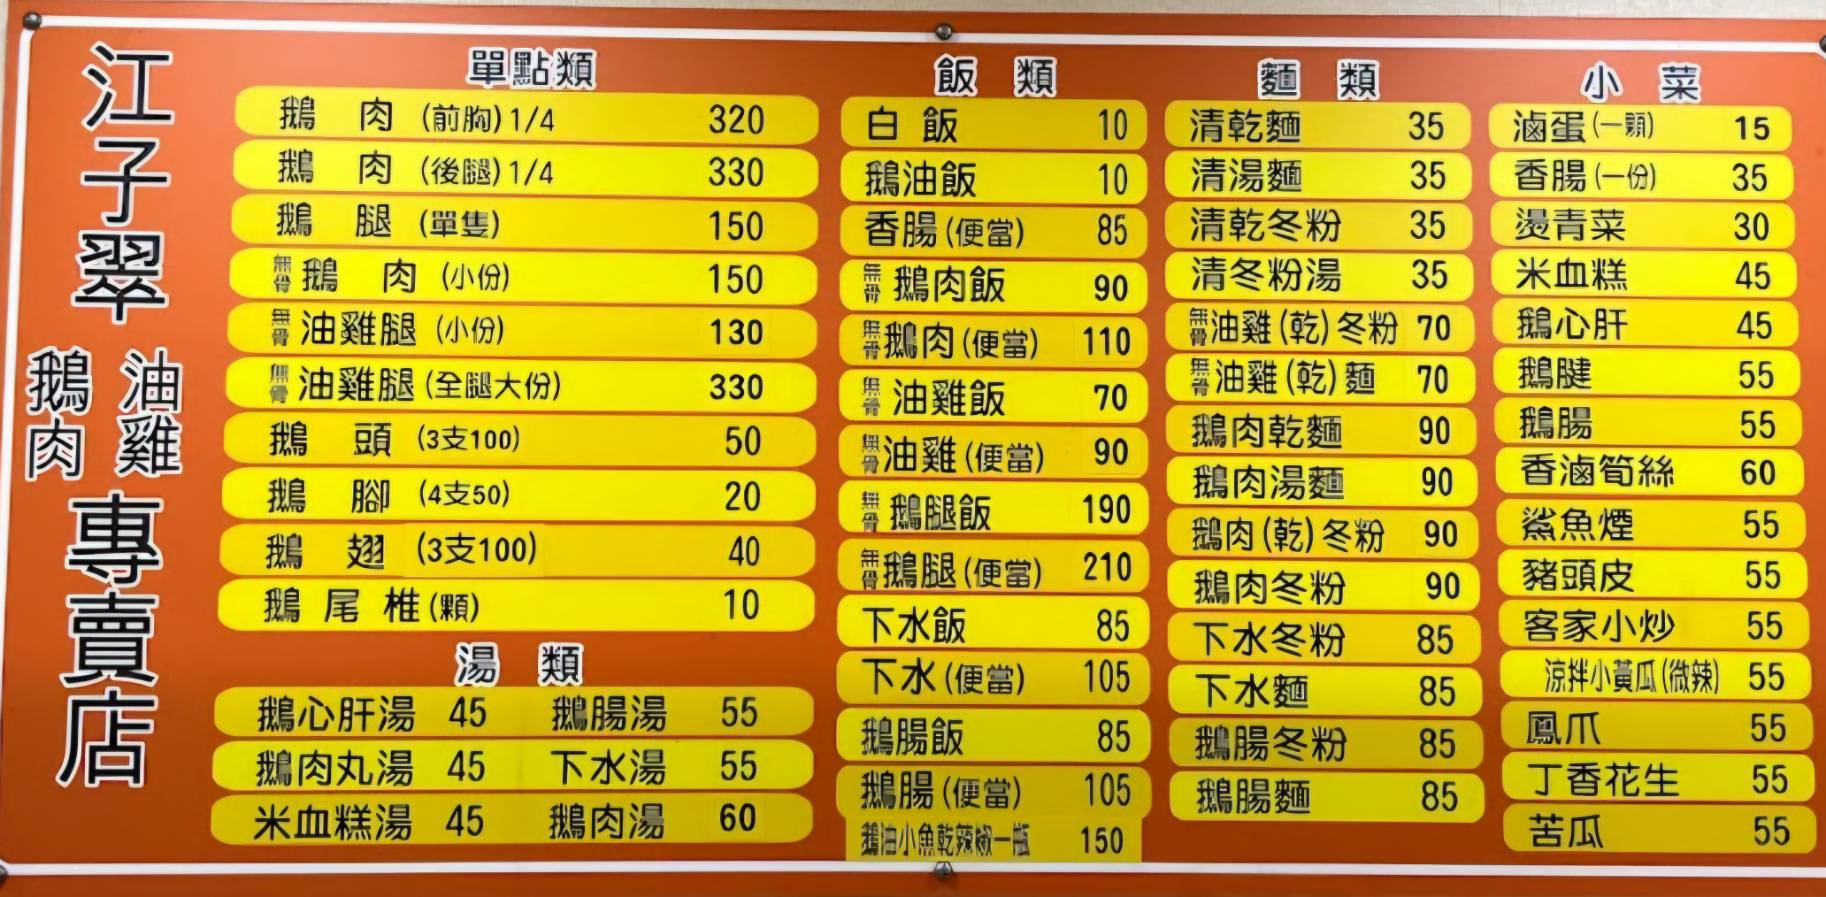 江子翠
鵝肉
油雞
專賣店
單點類
鵝肉(前胸)1/4 320
鵝肉(後腿)1/4 330
鵝腿(單隻) 150
無骨鵝肉(小份) 150
無骨油雞腿(小份) 130
無骨油雞腿(全腿大份) 330
鵝頭(3支100) 50
鵝腳(4支50) 20
鵝翅(3支100) 40
鵝尾椎(顆) 10
湯類
鵝心肝湯 45 鵝腸湯 55
鵝肉丸湯 45 下水湯 55
米血糕湯 45 鵝肉湯 60
飯類
白飯 10
鵝油飯 10
香腸(便當) 85
無骨鵝肉飯 90
無骨鵝肉(便當) 110
無骨油雞飯 70
無骨油雞(便當) 90
無骨鵝腿飯 190
無骨鵝腿(便當) 210
下水飯 85
下水(便當) 105
鵝腸飯 85
鵝腸(便當) 105
鵝油小魚乾辣椒一瓶 150
麵類
清乾麵 35
清湯麵 35
清乾冬粉 35
清冬粉湯 35
無骨油雞(乾)冬粉 70
無骨油雞(乾)麵 70
鵝肉乾麵 90
鵝肉湯麵 90
鵝肉(乾)冬粉 90
鵝肉冬粉 90
下水冬粉 85
下水麵 85
鵝腸冬粉 85
鵝腸麵 85
小菜
滷蛋(一顆) 15
香腸(一份) 35
燙青菜 30
米血糕 45
鵝心肝 45
鵝腱 55
鵝腸 55
香滷筍絲 60
鯊魚煙 55
豬頭皮 55
客家小炒 55
涼拌小黃瓜(微辣) 55
鳳爪 55
丁香花生 55
苦瓜 55